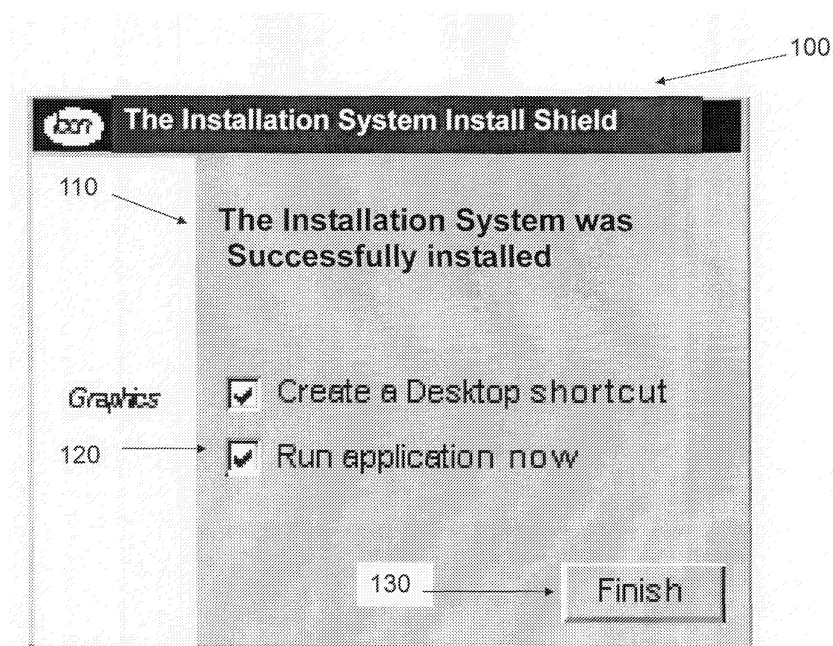 100
icon The Installation System Install Shield
110
The Installation System was
Successfully installed
Graphics
Create a Desktop shortcut
120
Run application now
130
Finish